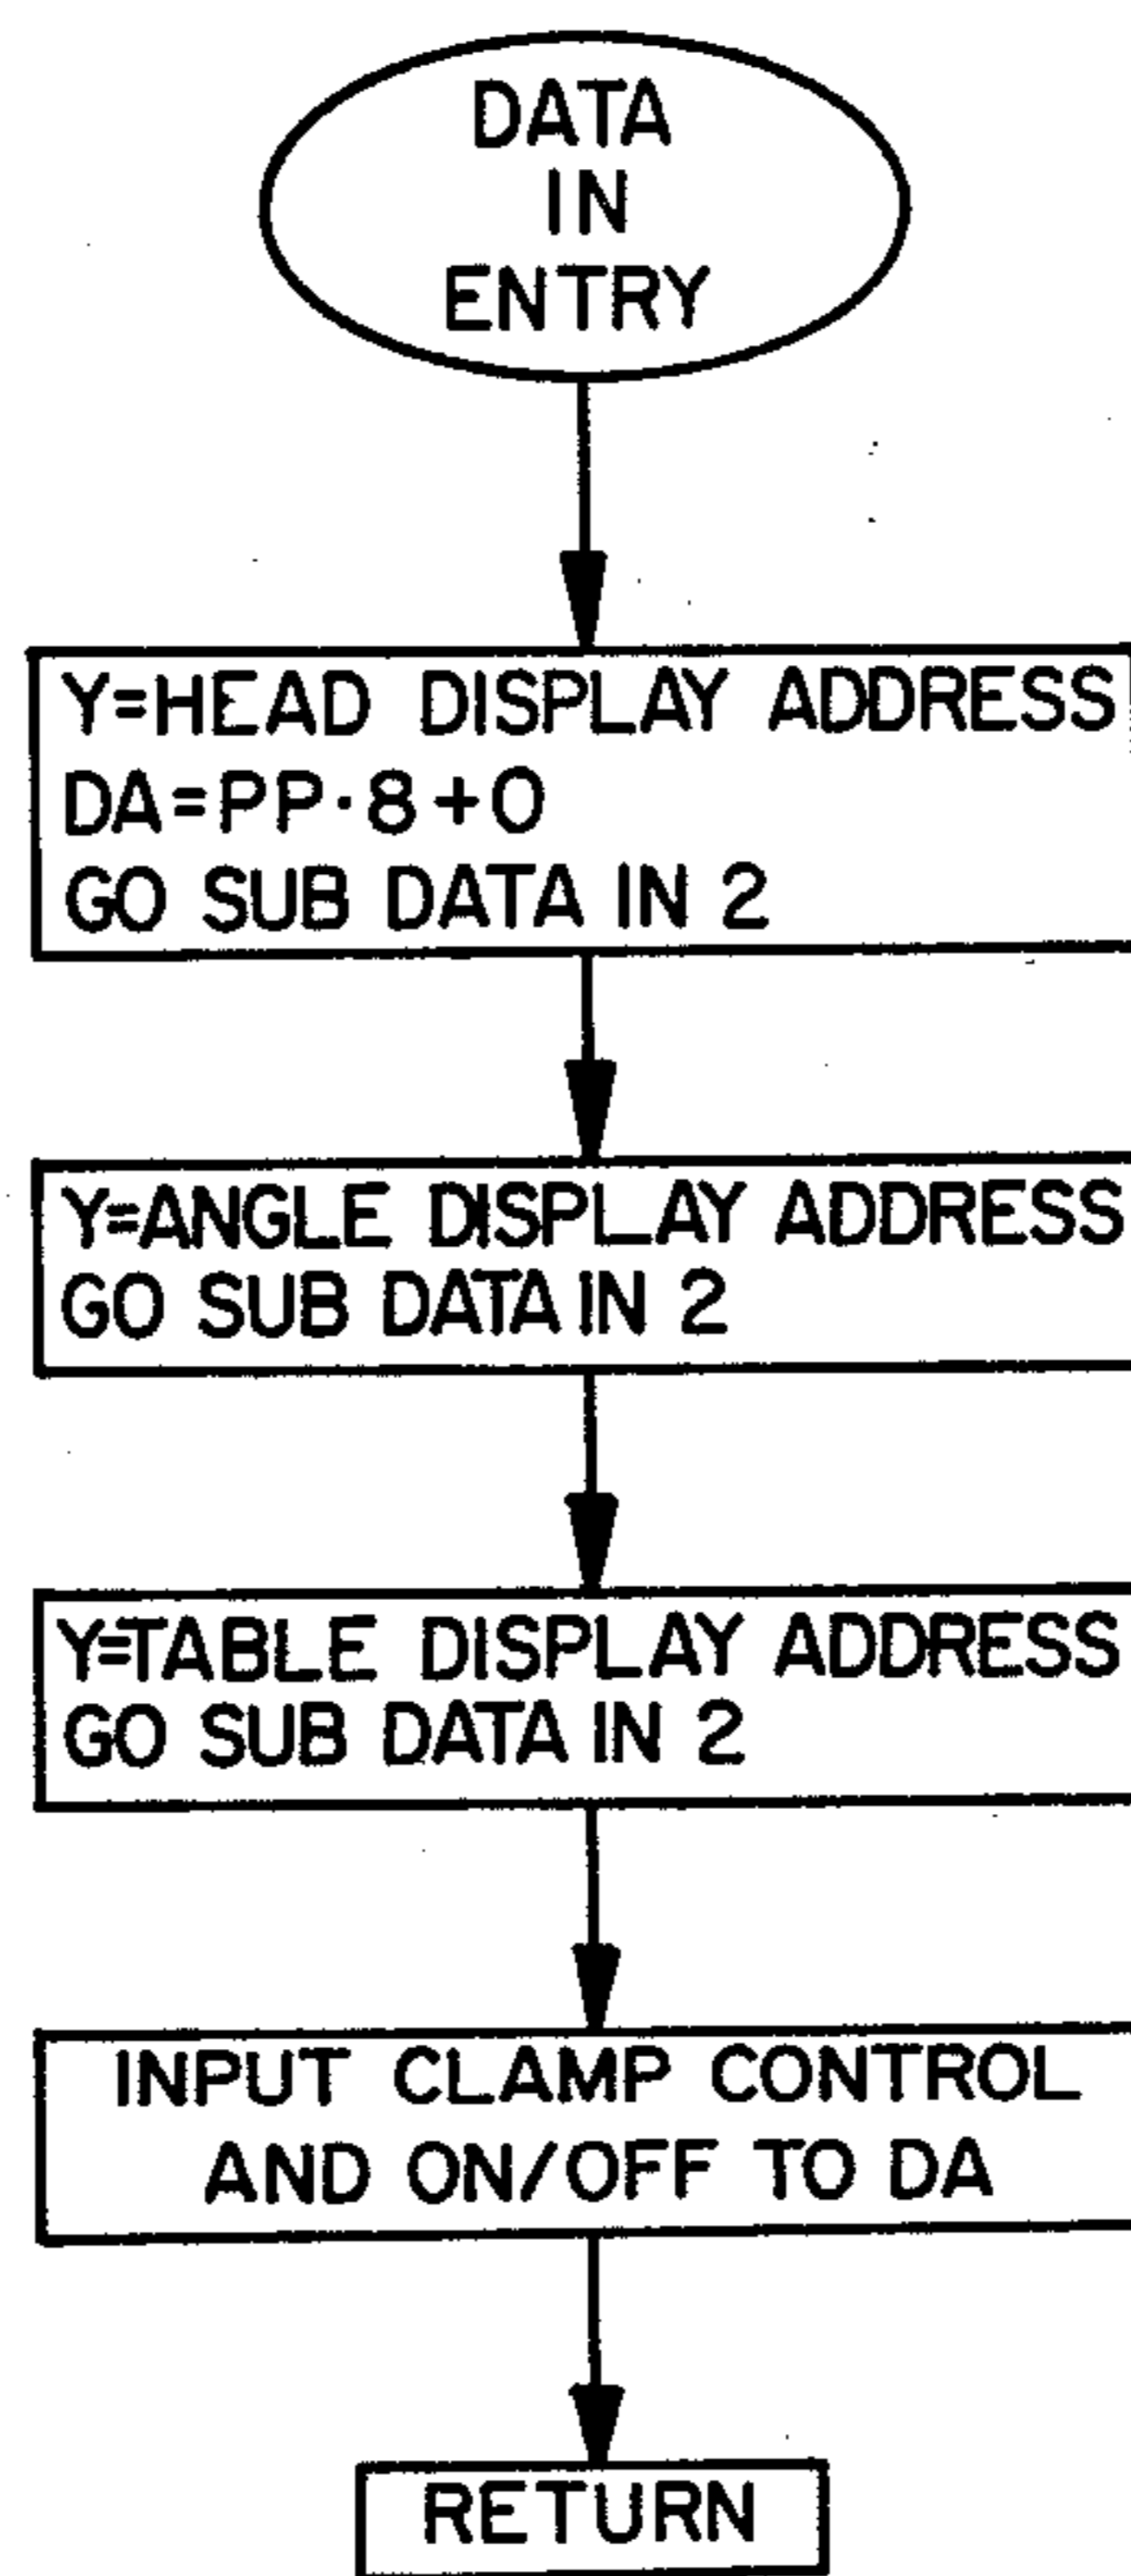 DATA
IN
ENTRY
Y=HEAD DISPLAY ADDRESS
DA=PP·8+0
GO SUB DATA IN 2
Y=ANGLE DISPLAY ADDRESS
GO SUB DATA IN 2
Y=TABLE DISPLAY ADDRESS
GO SUB DATA IN 2
INPUT CLAMP CONTROL
AND ON/OFF TO DA
RETURN